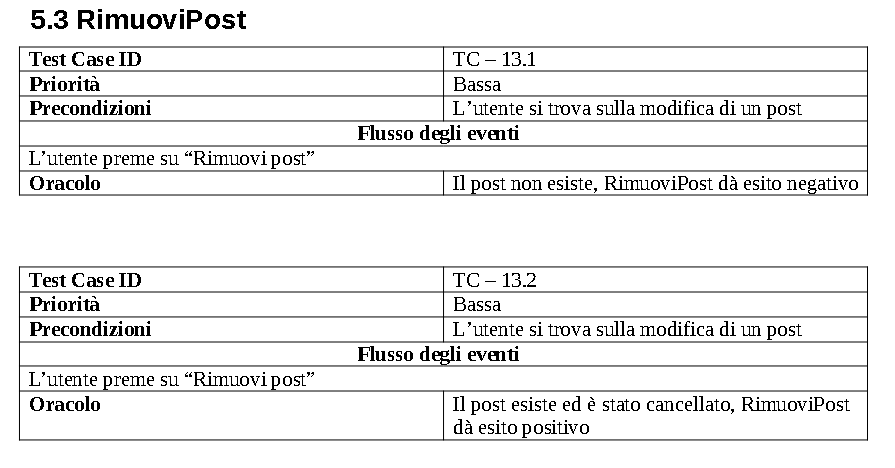 5.3 RimuoviPost
Test Case ID TC – 13.1
Priorità Bassa
Precondizioni L’utente si trova sulla modifica di un post
Flusso degli eventi
L’utente preme su “Rimuovi post”
Oracolo Il post non esiste, RimuoviPost dà esito negativo
Test Case ID TC – 13.2
Priorità Bassa
Precondizioni L’utente si trova sulla modifica di un post
Flusso degli eventi
L’utente preme su “Rimuovi post”
Oracolo Il post esiste ed è stato cancellato, RimuoviPost
dà esito positivo